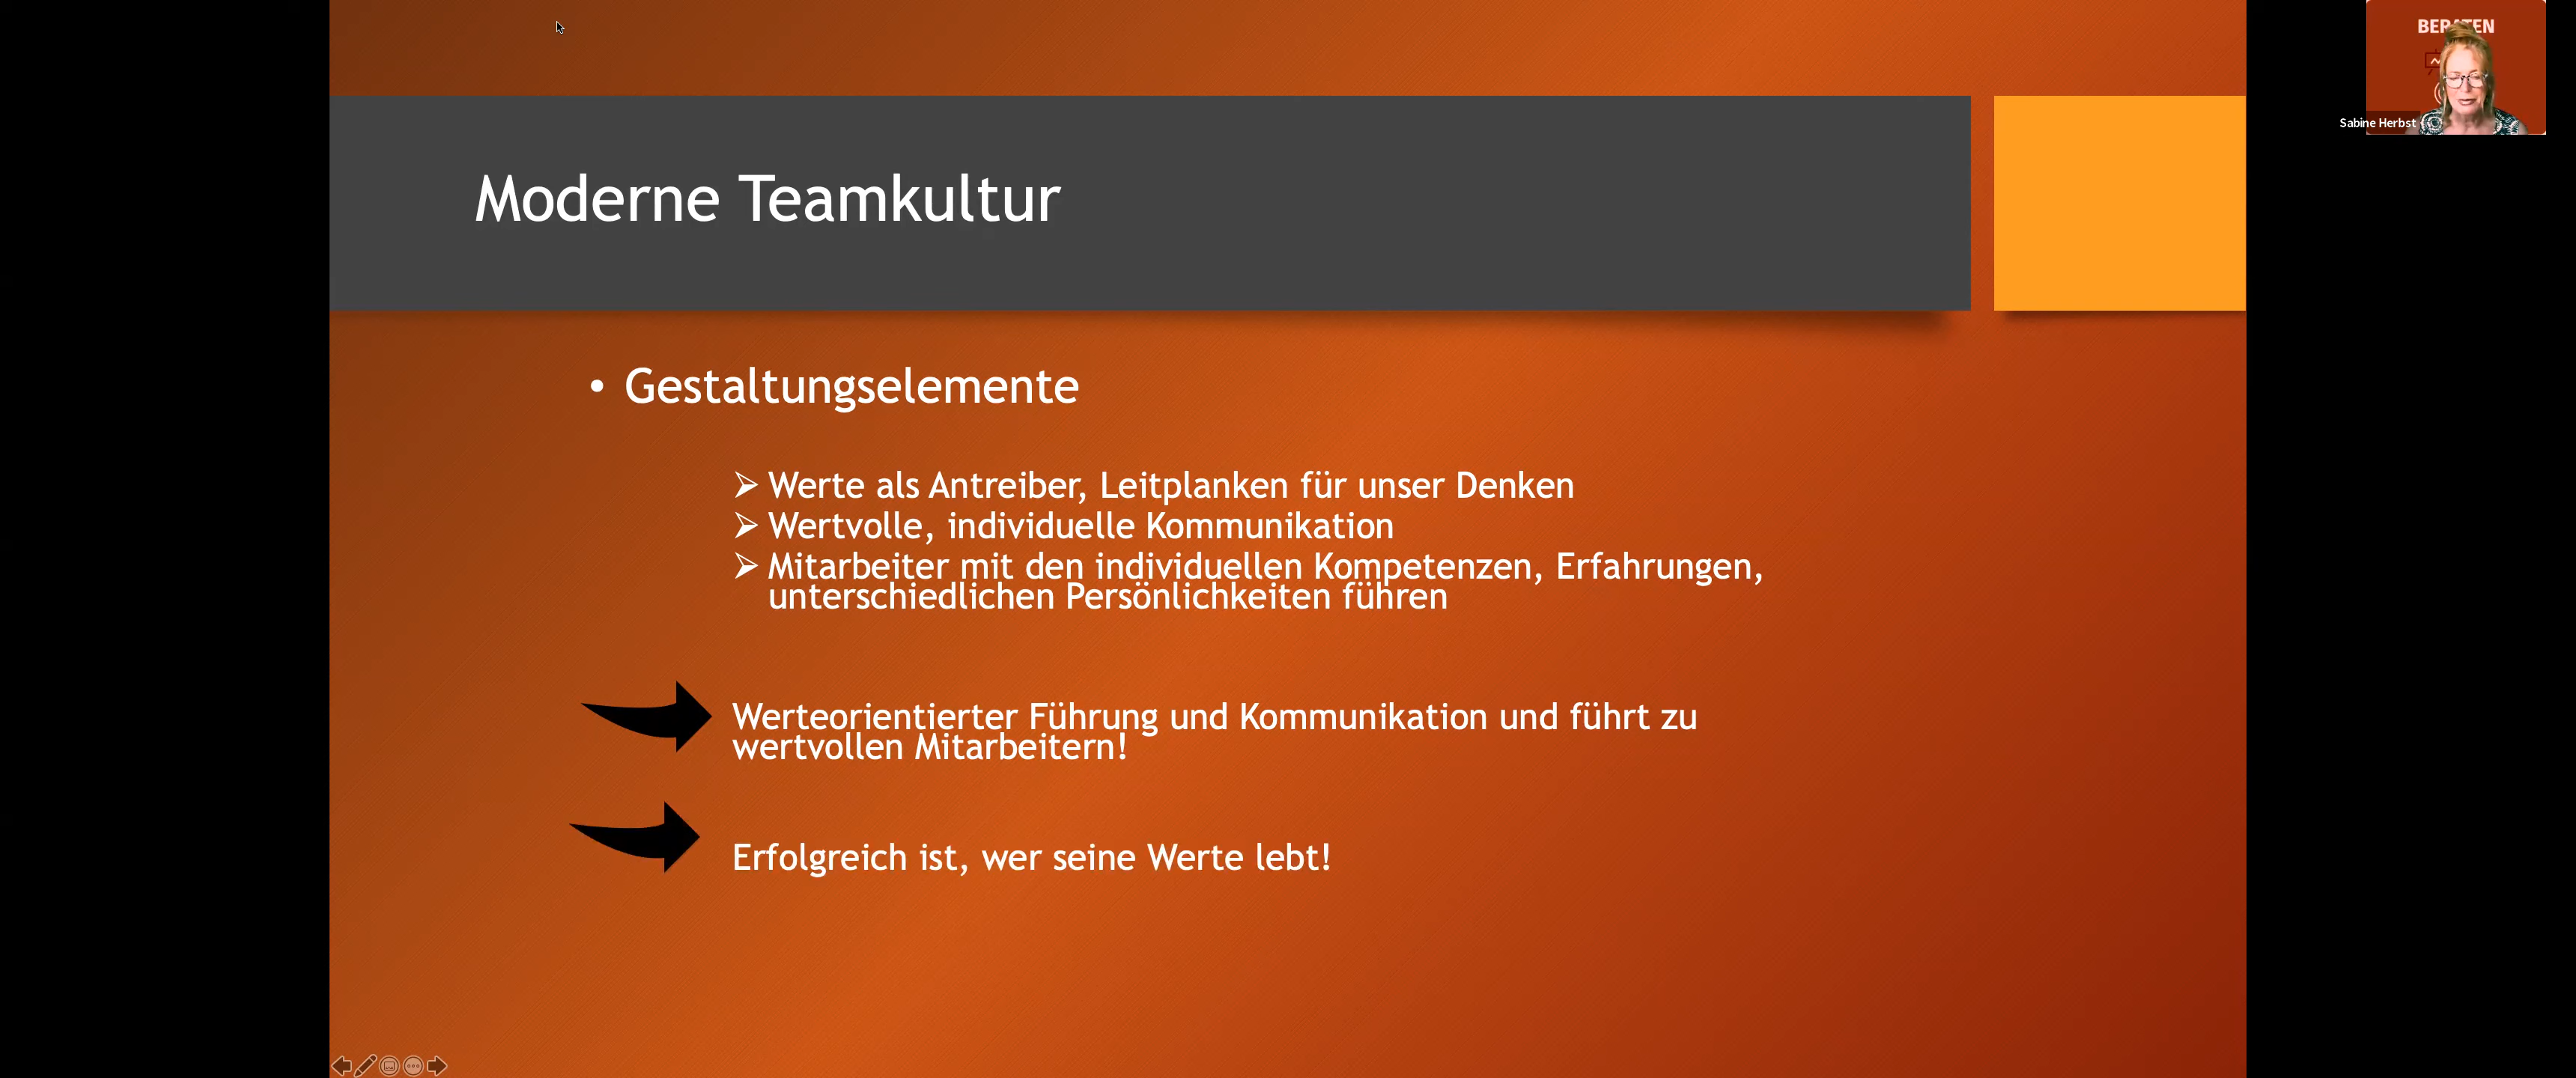 Moderne Teamkultur
• Gestaltungselemente
➢ Werte als Antreiber, Leitplanken für unser Denken
➢ Wertvolle, individuelle Kommunikation
➢ Mitarbeiter mit den individuellen Kompetenzen, Erfahrungen,
unterschiedlichen Persönlichkeiten führen
Werteorientierter Führung und Kommunikation und führt zu
wertvollen Mitarbeitern!
Erfolgreich ist, wer seine Werte lebt!
Sabine Herbst